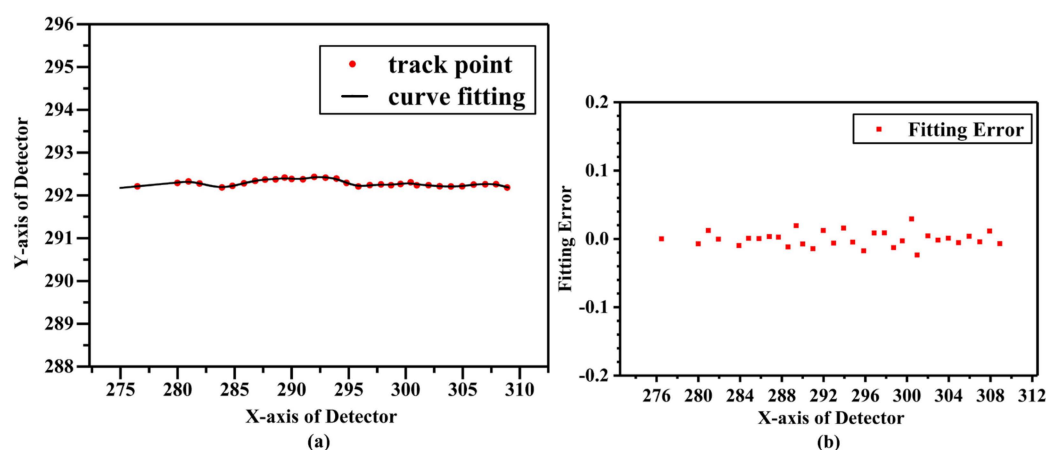 296
295
294
293
292
291
290
289
288
Y-axis of Detector
track point
curve fitting
275 280 285 290 295 300 305 310
X-axis of Detector
(a)
0.2
0.1
0.0
-0.1
-0.2
Fitting Error
Fitting Error
276 280 284 288 292 296 300 304 308 312
X-axis of Detector
(b)